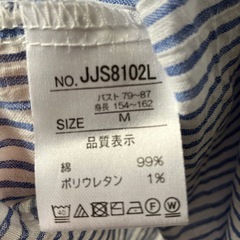 NO. JJS8102L
バスト 79~87
身長 154~162
SIZE M
品質表示
綿 99%
ポリウレタン 1%
40
F W